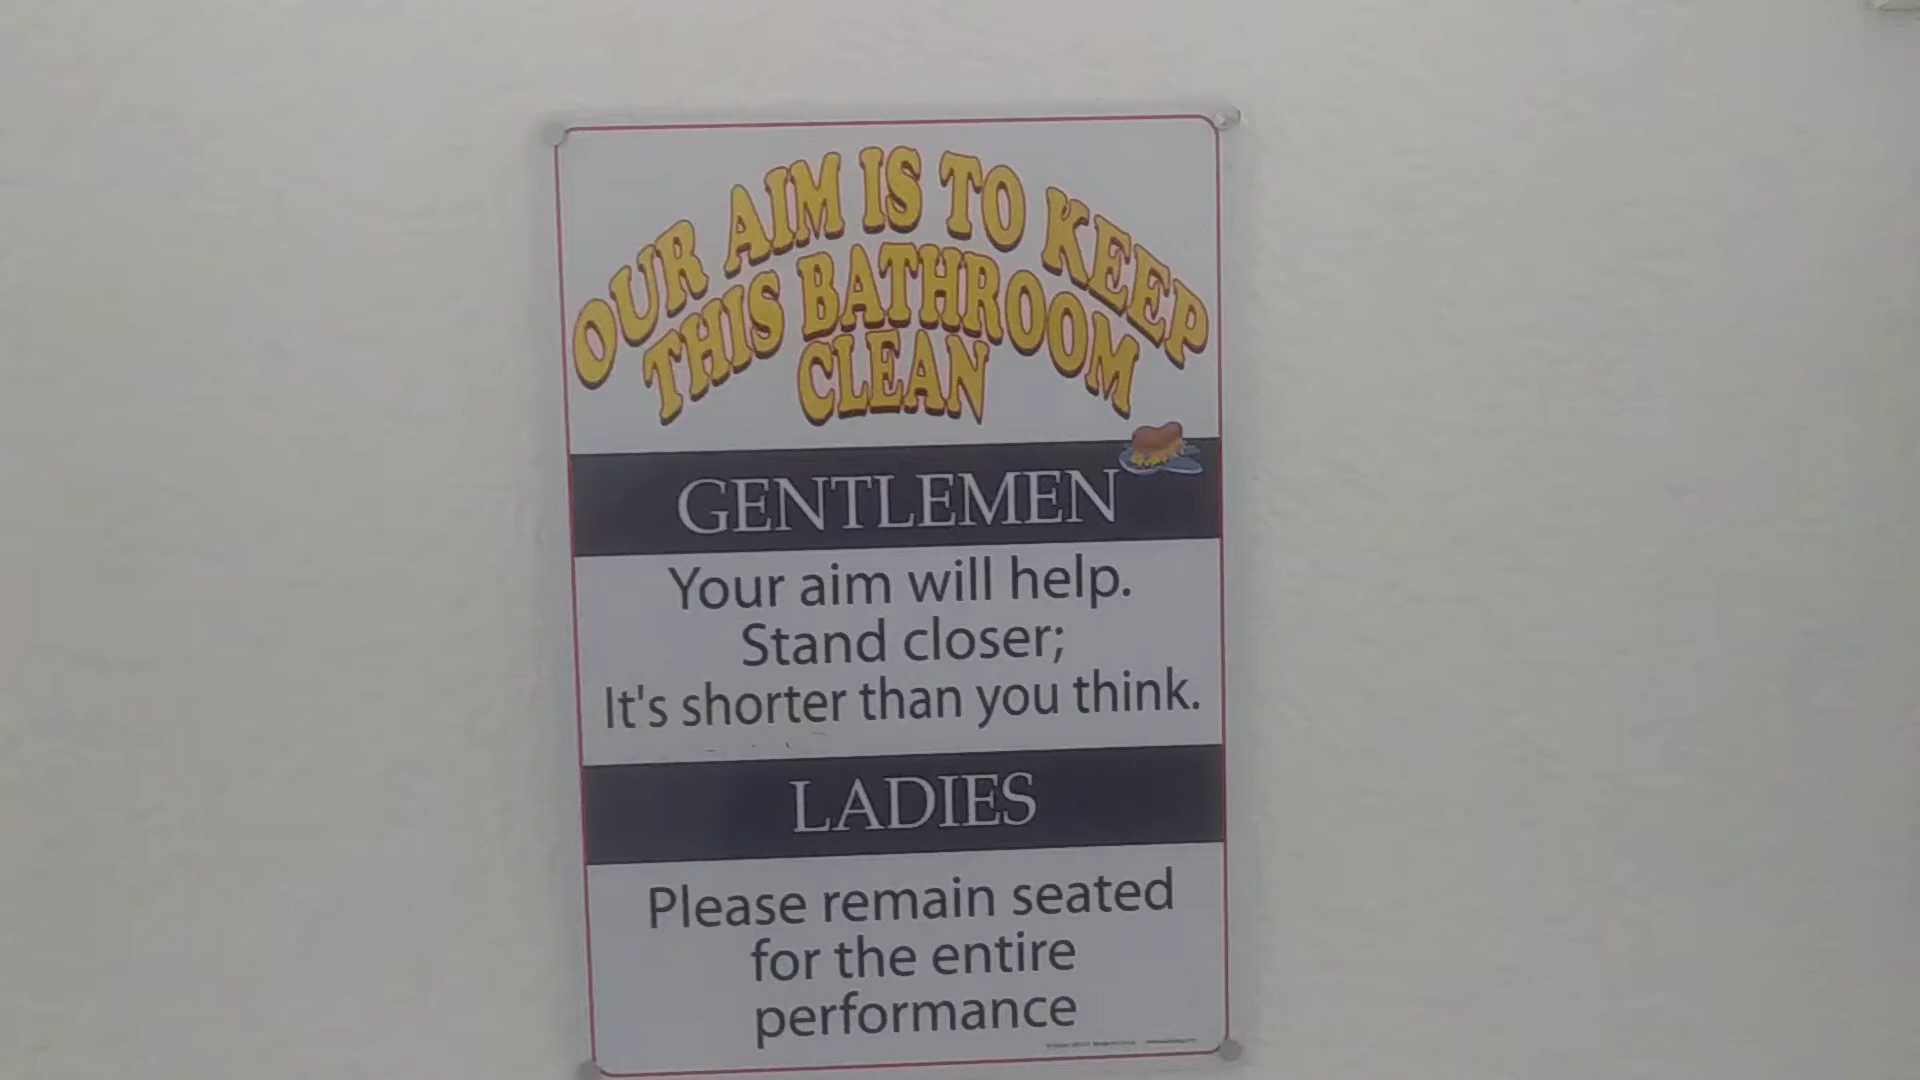 OUR AIM IS TO KEEP
THIS BATHROOM
CLEAN
GENTLEMEN
Your aim will help.
Stand closer;
It's shorter than you think.
LADIES
Please remain seated
for the entire
performance